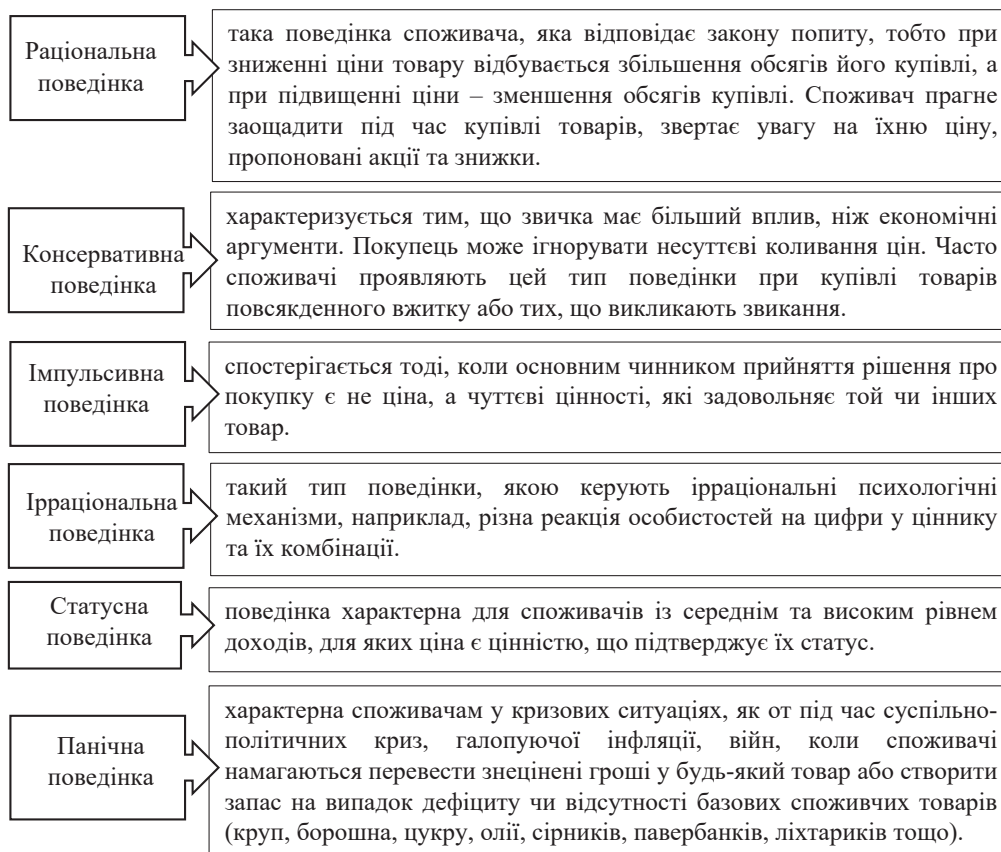 Раціональна
поведінка
така поведінка споживача, яка відповідає закону попиту, тобто при
зниженні ціни товару відбувається збільшення обсягів його купівлі, а
при підвищенні ціни – зменшення обсягів купівлі. Споживач прагне
заощадити під час купівлі товарів, звертає увагу на їхню ціну,
пропоновані акції та знижки.
Консервативна
поведінка
характеризується тим, що звичка має більший вплив, ніж економічні
аргументи. Покупець може ігнорувати несуттєві коливання цін. Часто
споживачі проявляють цей тип поведінки при купівлі товарів
повсякденного вжитку або тих, що викликають звикання.
Імпульсивна
поведінка
спостерігається тоді, коли основним чинником прийняття рішення про
покупку є не ціна, а чуттєві цінності, які задовольняє той чи інших
товар.
Ірраціональна
поведінка
такий тип поведінки, якою керують ірраціональні психологічні
механізми, наприклад, різна реакція особистостей на цифри у ціннику
та їх комбінації.
Статусна
поведінка
поведінка характерна для споживачів із середнім та високим рівнем
доходів, для яких ціна є цінністю, що підтверджує їх статус.
Панічна
поведінка
характерна споживачам у кризових ситуаціях, як от під час суспільно-
політичних криз, галопуючої інфляції, війн, коли споживачі
намагаються перевести знецінені гроші у будь-який товар або створити
запас на випадок дефіциту чи відсутності базових споживчих товарів
(круп, борошна, цукру, олії, сірників, павербанків, ліхтариків тощо).